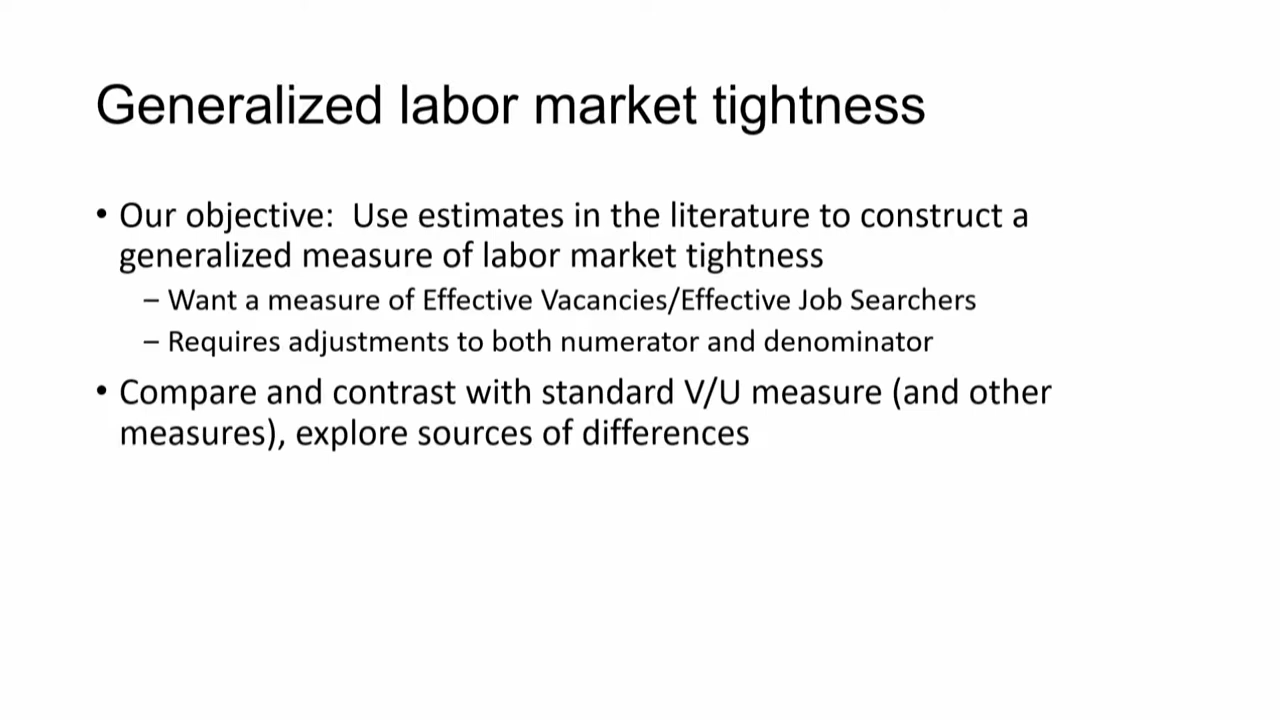 Generalized labor market tightness
• Our objective:  Use estimates in the literature to construct a
generalized measure of labor market tightness
– Want a measure of Effective Vacancies/Effective Job Searchers
– Requires adjustments to both numerator and denominator
• Compare and contrast with standard V/U measure (and other
measures), explore sources of differences